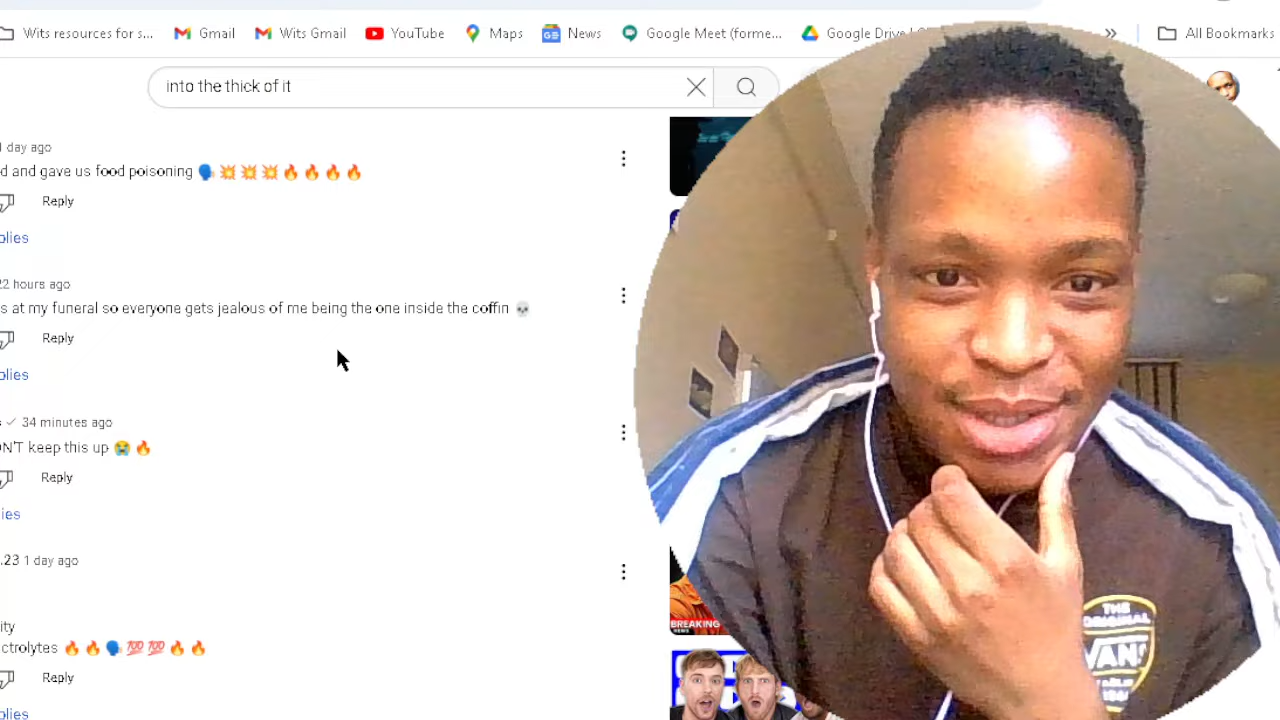 Wits resources for s...
Gmail
Wits Gmail
YouTube
Maps
News
Google Meet (forme...
Google Drive
»
All Bookmarks
into the thick of it
1 day ago
d and gave us food poisoning 🗣️💥💥💥🔥🔥🔥🔥
Reply
plies
22 hours ago
s at my funeral so everyone gets jealous of me being the one inside the coffin 💀
Reply
plies
34 minutes ago
ON'T keep this up 😭🔥
Reply
lies
.23 1 day ago
ity
ctrolytes 🔥🔥🗣️💯💯🔥🔥
Reply
plies
BREAKING
NEWS
THE
ORIGINAL
VANS